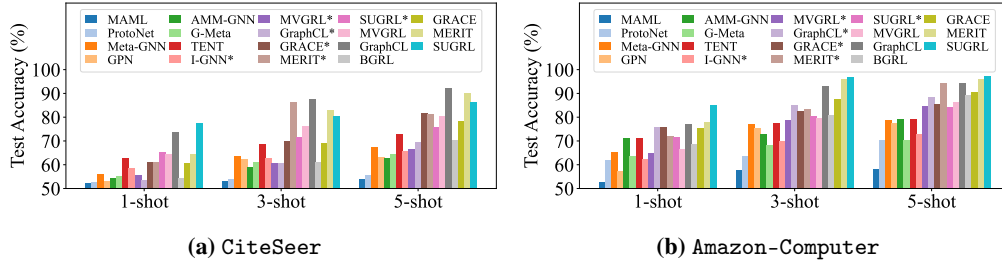 MAML AMM-GNN MVGRL* SUGRL* GRACE
ProtoNet G-Meta GraphCL* MVGRL MERIT
Meta-GNN TENT GRACE* GraphCL SUGRL
GPN I-GNN* MERIT* BGRL
Test Accuracy (%)
100
90
80
70
60
50
1-shot 3-shot 5-shot
(a) CiteSeer
MAML AMM-GNN MVGRL* SUGRL* GRACE
ProtoNet G-Meta GraphCL* MVGRL MERIT
Meta-GNN TENT GRACE* GraphCL SUGRL
GPN I-GNN* MERIT* BGRL
Test Accuracy (%)
100
90
80
70
60
50
1-shot 3-shot 5-shot
(b) Amazon-Computer